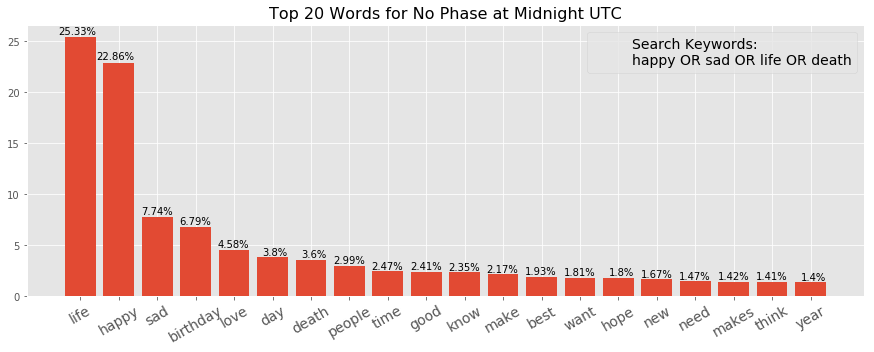 Top 20 Words for No Phase at Midnight UTC
Search Keywords:
happy OR sad OR life OR death
25
20
15
10
5
0
25.33%
22.86%
7.74%
6.79%
4.58%
3.8%
3.6%
2.99%
2.47%
2.41%
2.35%
2.17%
1.93%
1.81%
1.8%
1.67%
1.47%
1.42%
1.41%
1.4%
life
happy
sad
birthday
love
day
death
people
time
good
know
make
best
want
hope
new
need
makes
think
year